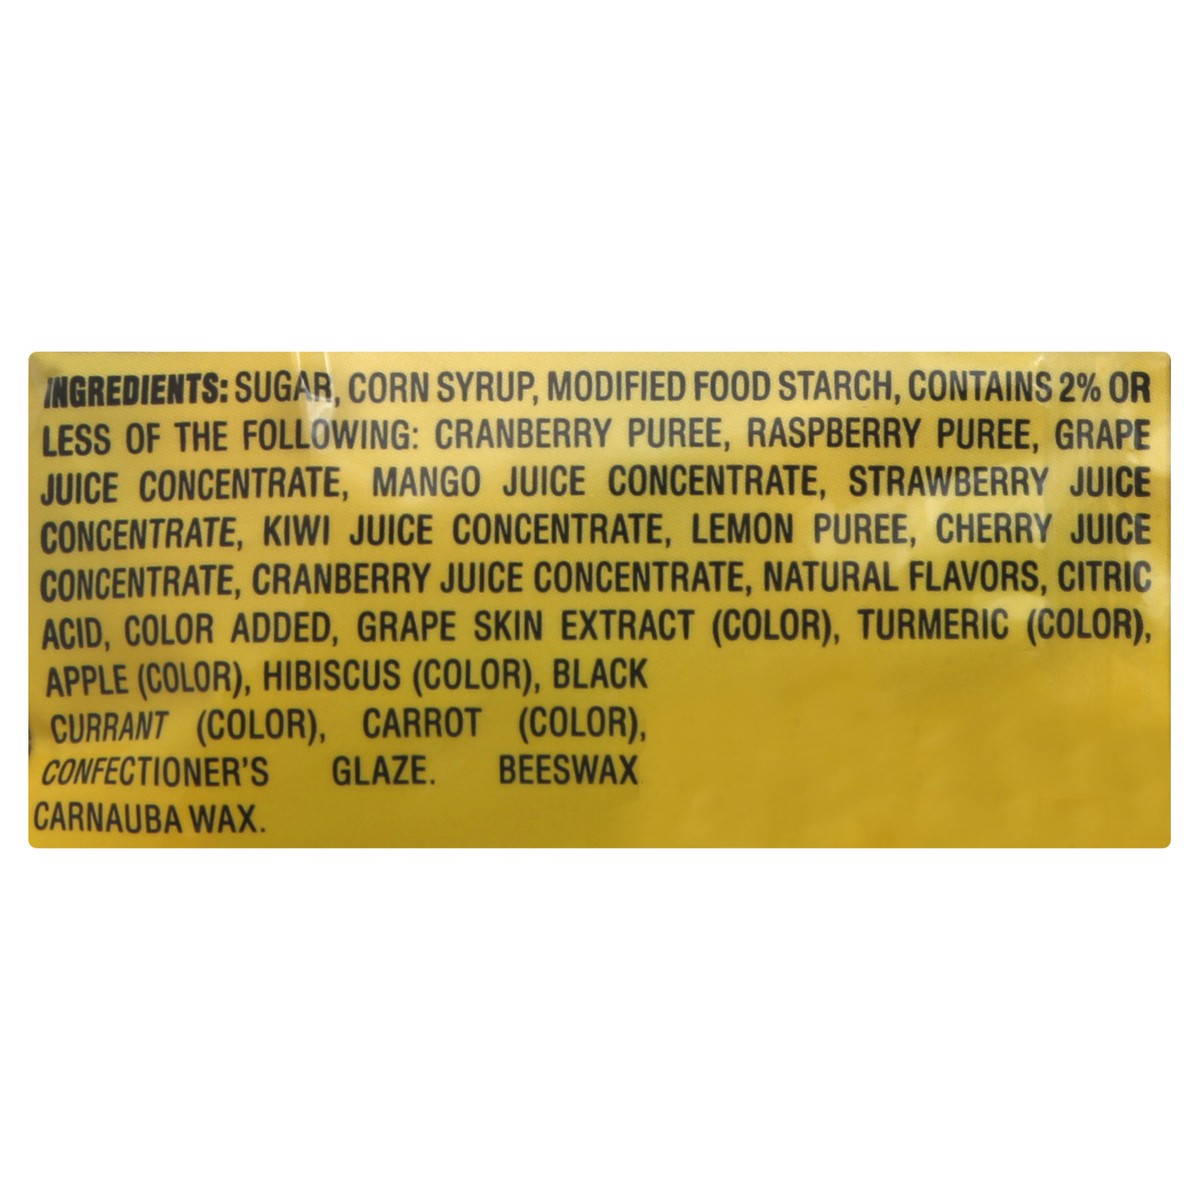 INGREDIENTS: SUGAR, CORN SYRUP, MODIFIED FOOD STARCH, CONTAINS 2% OR
LESS OF THE FOLLOWING: CRANBERRY PUREE, RASPBERRY PUREE, GRAPE
JUICE CONCENTRATE, MANGO JUICE CONCENTRATE, STRAWBERRY JUICE
CONCENTRATE, KIWI JUICE CONCENTRATE, LEMON PUREE, CHERRY JUICE
CONCENTRATE, CRANBERRY JUICE CONCENTRATE, NATURAL FLAVORS, CITRIC
ACID, COLOR ADDED, GRAPE SKIN EXTRACT (COLOR), TURMERIC (COLOR),
APPLE (COLOR), HIBISCUS (COLOR), BLACK
CURRANT (COLOR), CARROT (COLOR),
CONFECTIONER'S GLAZE. BEESWAX
CARNAUBA WAX.